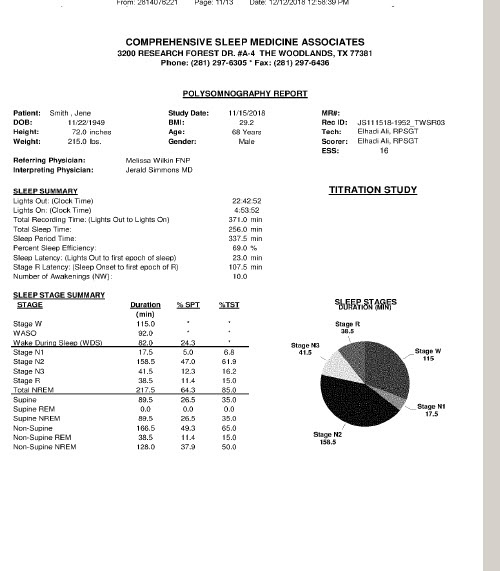 From: 2814076221 Page: 11/13 Date: 12/12/2018 12:58:39 PM
COMPREHENSIVE SLEEP MEDICINE ASSOCIATES
3200 RESEARCH FOREST DR. #A-4 THE WOODLANDS, TX 77381
Phone: (281) 297-6305 * Fax: (281) 297-6436
POLYSOMNOGRAPHY REPORT
Patient: Smith , Jene Study Date: 11/15/2018 MR#:
DOB: 11/22/1949 BMI: 29.2 Rec ID: JS111518-1952_TWSR03
Height: 72.0 inches Age: 68 Years Tech: Elhadi Ali, RPSGT
Weight: 215.0 lbs. Gender: Male Scorer: Elhadi Ali, RPSGT
ESS: 16
Referring Physician: Melissa Wilkin FNP
Interpreting Physician: Jerald Simmons MD
SLEEP SUMMARY
TITRATION STUDY
Lights Out: (Clock Time) 22:42:52
Lights On: (Clock Time) 4:53:52
Total Recording Time: (Lights Out to Lights On) 371.0 min
Total Sleep Time: 256.0 min
Sleep Period Time: 337.5 min
Percent Sleep Efficiency: 69.0 %
Sleep Latency: (Lights Out to first epoch of sleep) 23.0 min
Stage R Latency: (Sleep Onset to first epoch of R) 107.5 min
Number of Awakenings (NW): 10.0
SLEEP STAGE SUMMARY
STAGE Duration % SPT %TST
(min)
Stage W 115.0 * *
WASO 92.0 * *
Wake During Sleep (WDS) 82.0 24.3 *
Stage N1 17.5 5.0 6.8
Stage N2 158.5 47.0 61.9
Stage N3 41.5 12.3 16.2
Stage R 38.5 11.4 15.0
Total NREM 217.5 64.3 85.0
Supine 89.5 26.5 35.0
Supine REM 0.0 0.0 0.0
Supine NREM 89.5 26.5 35.0
Non-Supine 166.5 49.3 65.0
Non-Supine REM 38.5 11.4 15.0
Non-Supine NREM 128.0 37.9 50.0
SLEEP STAGES
DURATION (MIN)
Stage R
38.5
Stage N3
41.5
Stage W
115
Stage N1
17.5
Stage N2
158.5